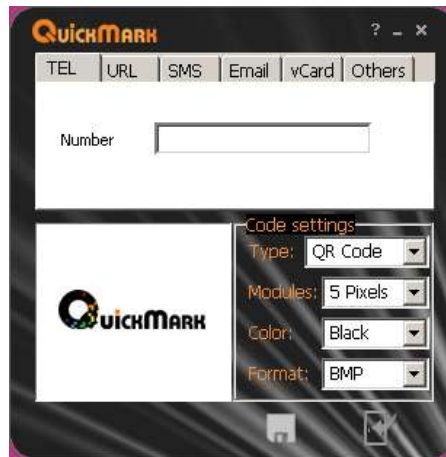 QuickMark ? _ ×
TEL URL SMS Email vCard Others
Number
QuickMark
Code settings
Type: QR Code
Modules: 5 Pixels
Color: Black
Format: BMP